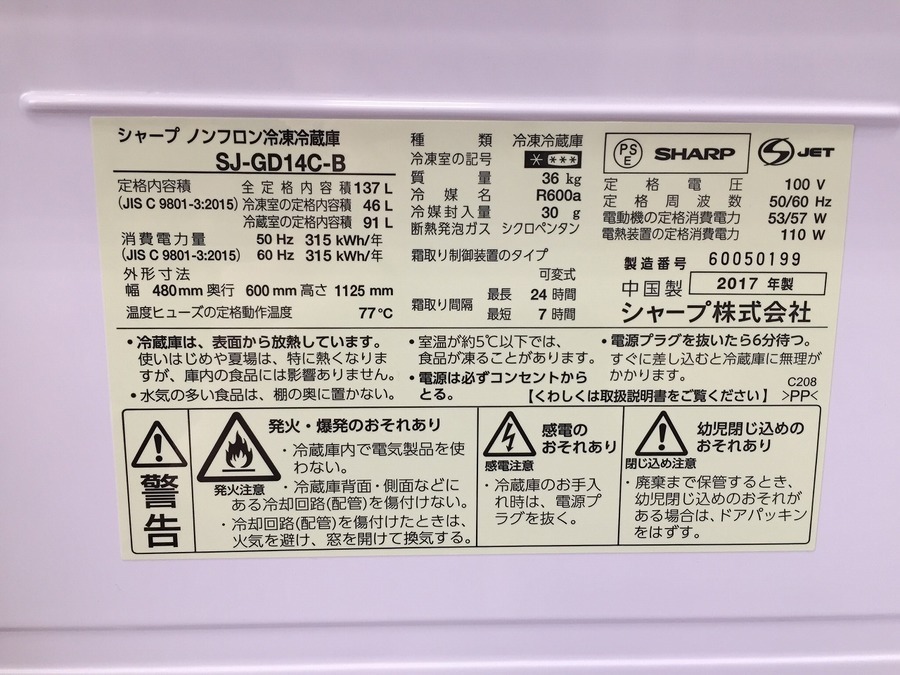 シャープ ノンフロン冷凍冷蔵庫
SJ-GD14C-B
定格内容積 全定格内容積 137 L
(JIS C 9801-3:2015) 冷凍室の定格内容積 46 L
冷蔵室の定格内容積 91 L
消費電力量 50 Hz 315 kWh/年
(JIS C 9801-3:2015) 60 Hz 315 kWh/年
外形寸法
幅 480mm 奥行 600mm 高さ 1125mm
温度ヒューズの定格動作温度 77℃
種類 冷凍冷蔵庫
冷凍室の記号 * ***
質量 36 kg
冷媒名 R600a
冷媒封入量 30 g
断熱発泡ガス シクロペンタン
霜取り制御装置のタイプ
可変式
霜取り間隔 最長 24 時間
最短 7 時間
PS E SHARP S JET
定格電圧 100 V
定格周波数 50/60 Hz
電動機の定格消費電力 53/57 W
電熱装置の定格消費電力 110 W
製造番号 60050199
中国製 2017 年製
シャープ株式会社
・冷蔵庫は、表面から放熱しています。
使いはじめや夏場は、特に熱くなりま
すが、庫内の食品には影響ありません。
・水気の多い食品は、棚の奥に置かない。
・室温が約5℃以下では、
食品が凍ることがあります。
・電源は必ずコンセントから
とる。
・電源プラグを抜いたら6分待つ。
すぐに差し込むと冷蔵庫に無理が
かかります。
C208
【くわしくは取扱説明書をご覧ください】 >PP<
警告
発火・爆発のおそれあり
発火注意
・冷蔵庫内で電気製品を使
わない。
・冷蔵庫背面・側面などに
ある冷却回路(配管)を傷付けない。
・冷却回路(配管)を傷付けたときは、
火気を避け、窓を開けて換気する。
感電の
おそれあり
感電注意
・冷蔵庫のお手入
れ時は、電源プ
ラグを抜く。
幼児閉じ込めの
おそれあり
閉じ込め注意
・廃棄まで保管するとき、
幼児閉じ込めのおそれが
ある場合は、ドアパッキン
をはずす。